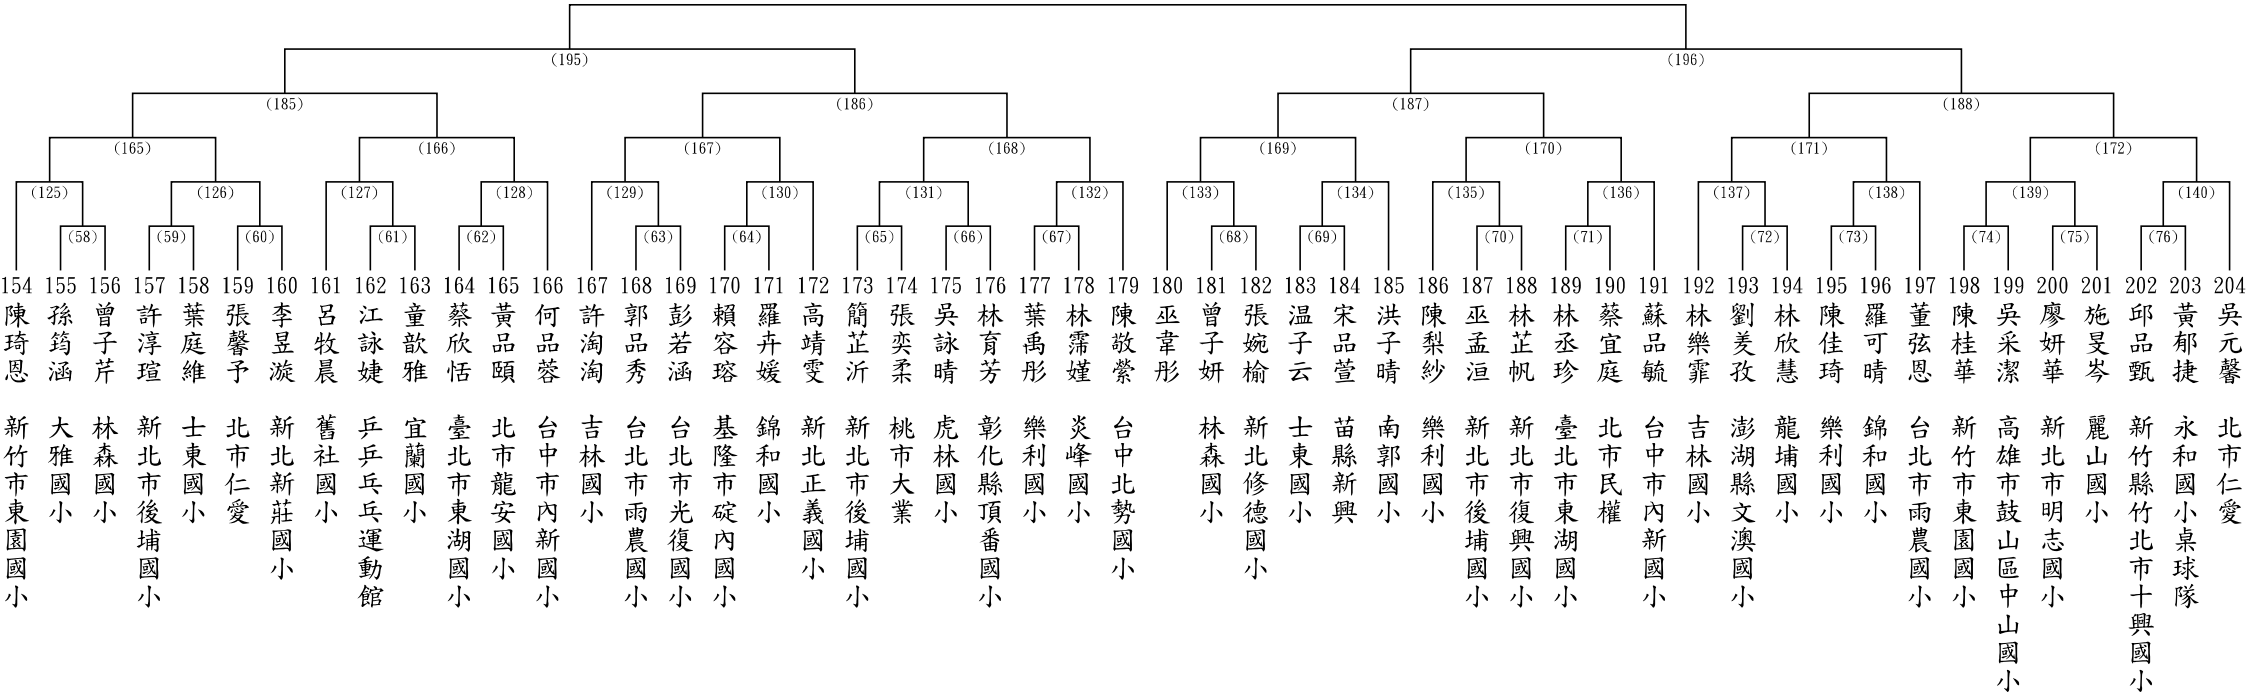 (195) (196)
(185) (186) (187) (188)
(165) (166) (167) (168) (169) (170) (171) (172)
(125) (126) (127) (128) (129) (130) (131) (132) (133) (134) (135) (136) (137) (138) (139) (140)
(58) (59) (60) (61) (62) (63) (64) (65) (66) (67) (68) (69) (70) (71) (72) (73) (74) (75) (76)
154 陳琦恩 新竹市東園國小
155 孫筠涵 大雅國小
156 曾子芹 林森國小
157 許淳瑄 新北市後埔國小
158 葉庭維 士東國小
159 張馨予 北市仁愛
160 李昱漩 新北新莊國小
161 呂牧晨 舊社國小
162 江詠婕 乒乒乓乓運動館
163 童歆雅 宜蘭國小
164 蔡欣恬 臺北市東湖國小
165 黃品頤 北市龍安國小
166 何品蓉 台中市內新國小
167 許淘淘 吉林國小
168 郭品秀 台北市雨農國小
169 彭若涵 台北市光復國小
170 賴容瑢 基隆市碇內國小
171 羅卉媛 錦和國小
172 高靖雯 新北正義國小
173 簡芷沂 新北市後埔國小
174 張奕柔 桃市大業
175 吳詠晴 虎林國小
176 林育芳 彰化縣頂番國小
177 葉禹彤 樂利國小
178 林霈嫤 炎峰國小
179 陳敬縈 台中北勢國小
180 巫韋彤
181 曾子妍 林森國小
182 張婉榆 新北修德國小
183 温子云 士東國小
184 宋品萱 苗縣新興
185 洪子晴 南郭國小
186 陳梨紗 樂利國小
187 巫孟洹 新北市後埔國小
188 林芷帆 新北市復興國小
189 林丞珍 臺北市東湖國小
190 蔡宜庭 北市民權
191 蘇品毓 台中市內新國小
192 林樂霏 吉林國小
193 劉羑孜 澎湖縣文澳國小
194 林欣慧 龍埔國小
195 陳佳琦 樂利國小
196 羅可晴 錦和國小
197 董弦恩 台北市雨農國小
198 陳桂華 新竹市東園國小
199 吳采潔 高雄市鼓山區中山國小
200 廖妍華 新北市明志國小
201 施旻岑 麗山國小
202 邱品甄 新竹縣竹北市十興國小
203 黃郁捷 永和國小桌球隊
204 吳元馨 北市仁愛